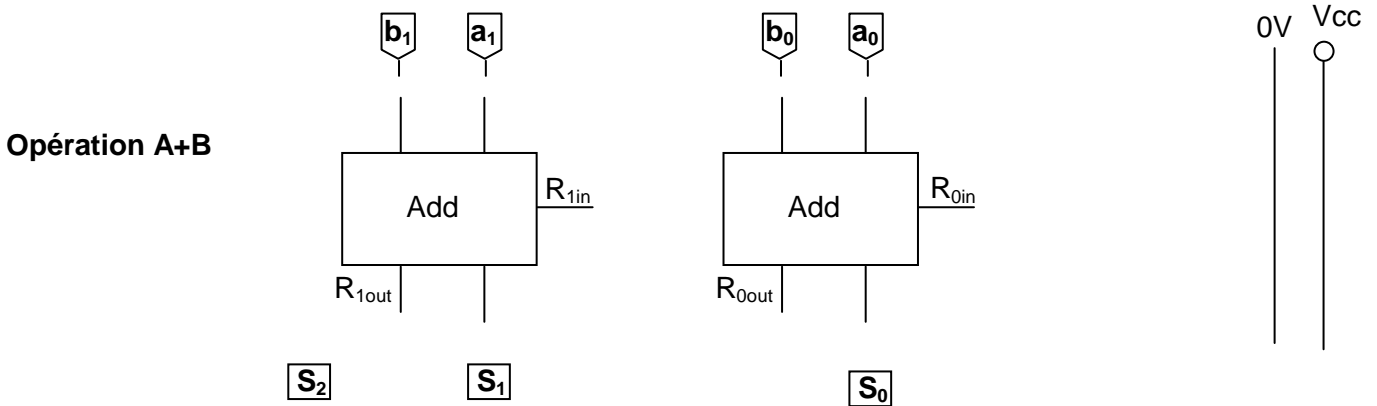 b₁ a₁ b₀ a₀ 0V Vcc
Opération A+B
Add R₁ᵢₙ Add R₀ᵢₙ
R₁ₒᵤₜ R₀ₒᵤₜ
S₂ S₁ S₀